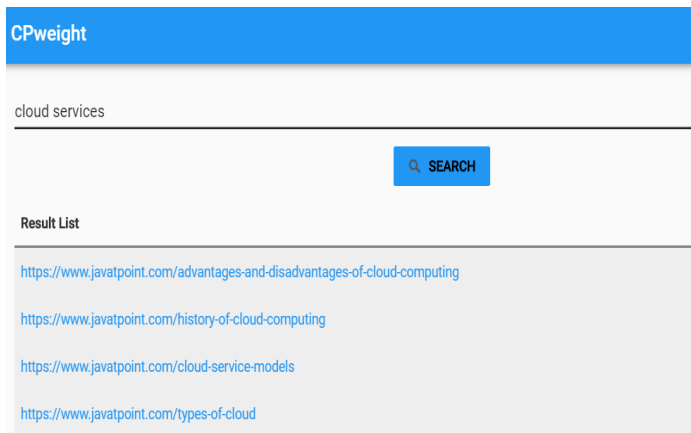 CPweight
cloud services
SEARCH
Result List
https://www.javatpoint.com/advantages-and-disadvantages-of-cloud-computing
https://www.javatpoint.com/history-of-cloud-computing
https://www.javatpoint.com/cloud-service-models
https://www.javatpoint.com/types-of-cloud